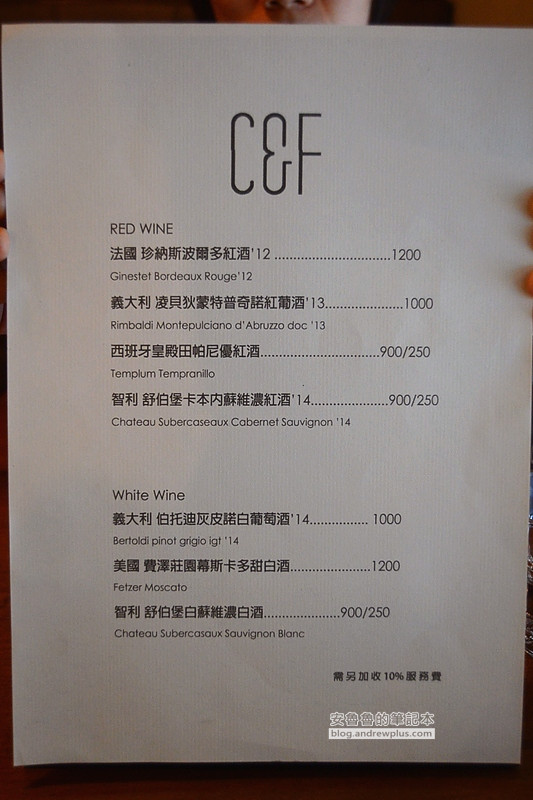 C&F
RED WINE
法國 珍納斯波爾多紅酒'12 ..............................1200
Ginestet Bordeaux Rouge'12
義大利 凌貝狄蒙特普奇諾紅葡酒'13....................1000
Rimbaldi Montepulciano d'Abruzzo doc '13
西班牙皇殿田帕尼優紅酒..............................900/250
Templum Tempranillo
智利 舒伯堡卡本內蘇維濃紅酒'14....................900/250
Chateau Subercaseaux Cabernet Sauvignon '14
White Wine
義大利 伯托迪灰皮諾白葡萄酒'14............... 1000
Bertoldi pinot grigio igt '14
美國 費澤莊園幕斯卡多甜白酒.....................1200
Fetzer Moscato
智利 舒伯堡白蘇維濃白酒....................900/250
Chateau Subercasaux Sauvignon Blanc
需另加收10%服務費
安魯魯的筆記本
blog.andrewplus.com